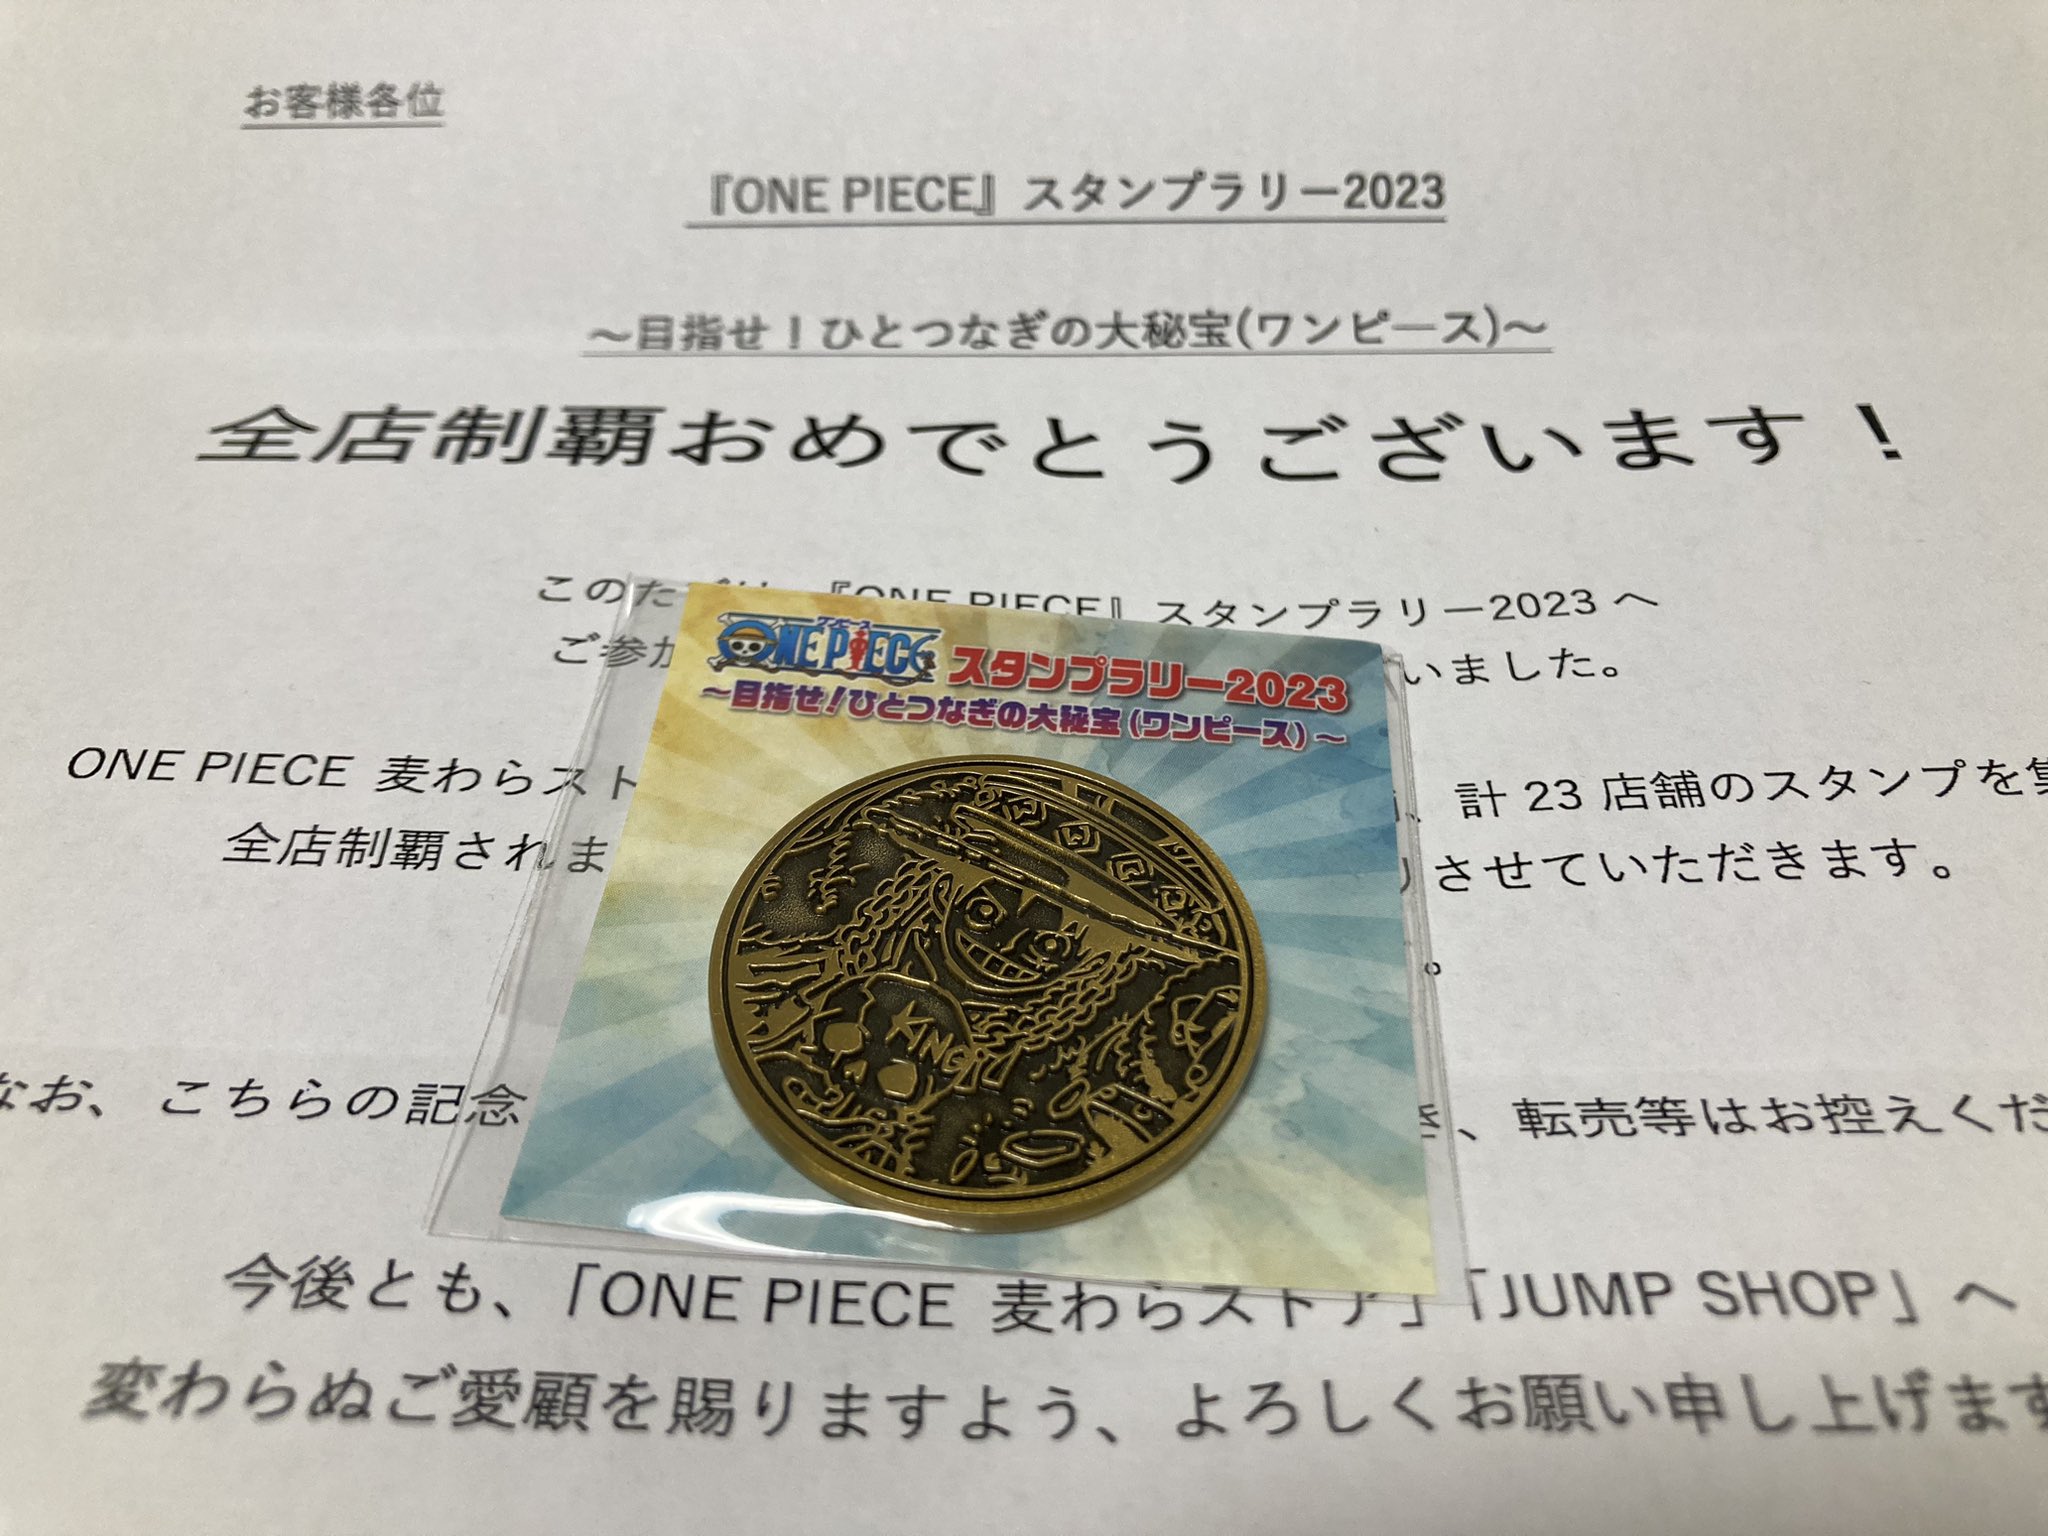 お客様各位
『ONE PIECE』スタンプラリー2023
～目指せ！ひとつなぎの大秘宝(ワンピース)～
全店制覇おめでとうございます！
このた 『ONE PIECE』スタンプラリー2023 へ
ご参加 いました。
ONE PIECE 麦わらスト 、計 23 店舗のスタンプを集
全店制覇されま りさせていただきます。
。
なお、こちらの記念 、転売等はお控えくだ
今後とも、「ONE PIECE 麦わらストア」「JUMP SHOP」へ
変わらぬご愛顧を賜りますよう、よろしくお願い申し上げます
ワンピース
ONE PIECE スタンプラリー2023
～目指せ！ひとつなぎの大秘宝(ワンピース)～
KING